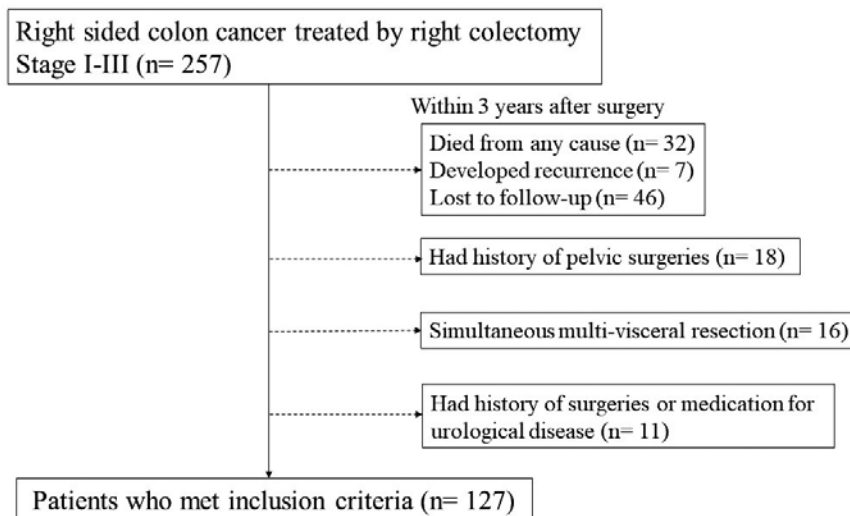 Right sided colon cancer treated by right colectomy
Stage I-III (n= 257)
Within 3 years after surgery
Died from any cause (n= 32)
Developed recurrence (n= 7)
Lost to follow-up (n= 46)
Had history of pelvic surgeries (n= 18)
Simultaneous multi-visceral resection (n= 16)
Had history of surgeries or medication for
urological disease (n= 11)
Patients who met inclusion criteria (n= 127)